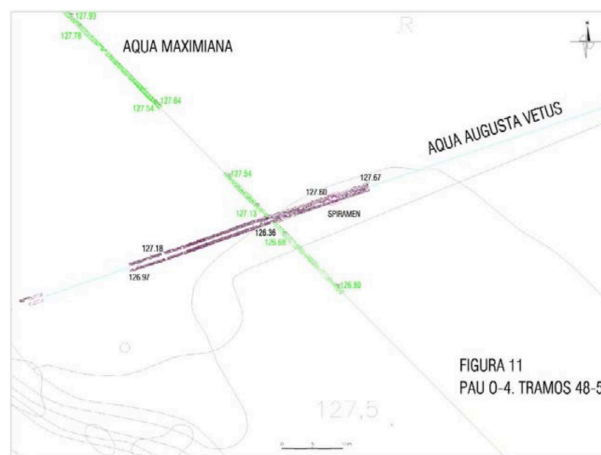 127.93
127.78
AQUA MAXIMIANA
127.64
127.54
AQUA AUGUSTA VETUS
127.54
127.67
127.60
127.13
SPIRAMEN
126.36
126.68
127.18
126.97
126.80
FIGURA 11
PAU O-4. TRAMOS 48-5
127,5